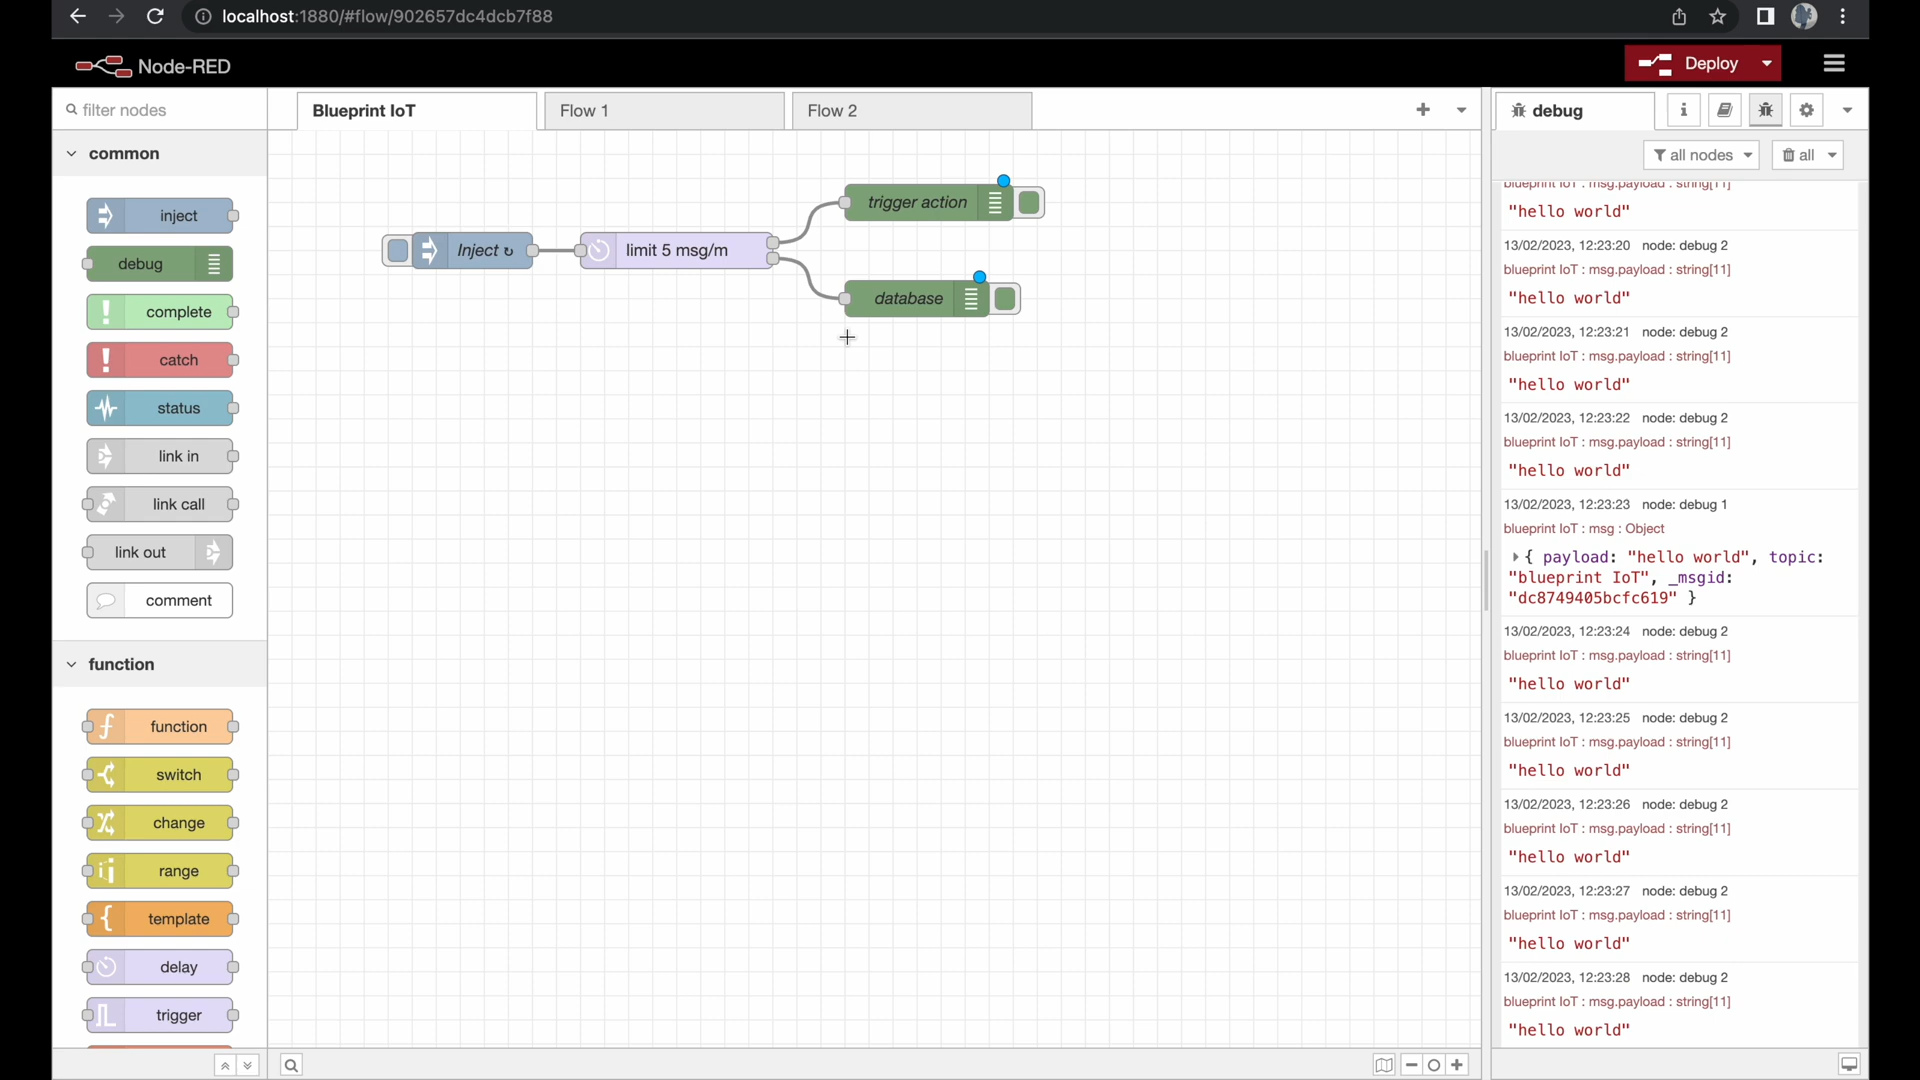 localhost:1880/#flow/902657dc4dcb7f88
Node-RED
Deploy
filter nodes
Blueprint IoT
Flow 1
Flow 2
debug
all nodes
all
common
inject
debug
complete
catch
status
link in
link call
link out
comment
function
function
switch
change
range
template
delay
trigger
Inject ↻
limit 5 msg/m
trigger action
database
blueprint IoT : msg.payload : string[11]
"hello world"
13/02/2023, 12:23:20 node: debug 2
blueprint IoT : msg.payload : string[11]
"hello world"
13/02/2023, 12:23:21 node: debug 2
blueprint IoT : msg.payload : string[11]
"hello world"
13/02/2023, 12:23:22 node: debug 2
blueprint IoT : msg.payload : string[11]
"hello world"
13/02/2023, 12:23:23 node: debug 1
blueprint IoT : msg : Object
{ payload: "hello world", topic:
"blueprint IoT", _msgid:
"dc8749405bcfc619" }
13/02/2023, 12:23:24 node: debug 2
blueprint IoT : msg.payload : string[11]
"hello world"
13/02/2023, 12:23:25 node: debug 2
blueprint IoT : msg.payload : string[11]
"hello world"
13/02/2023, 12:23:26 node: debug 2
blueprint IoT : msg.payload : string[11]
"hello world"
13/02/2023, 12:23:27 node: debug 2
blueprint IoT : msg.payload : string[11]
"hello world"
13/02/2023, 12:23:28 node: debug 2
blueprint IoT : msg.payload : string[11]
"hello world"